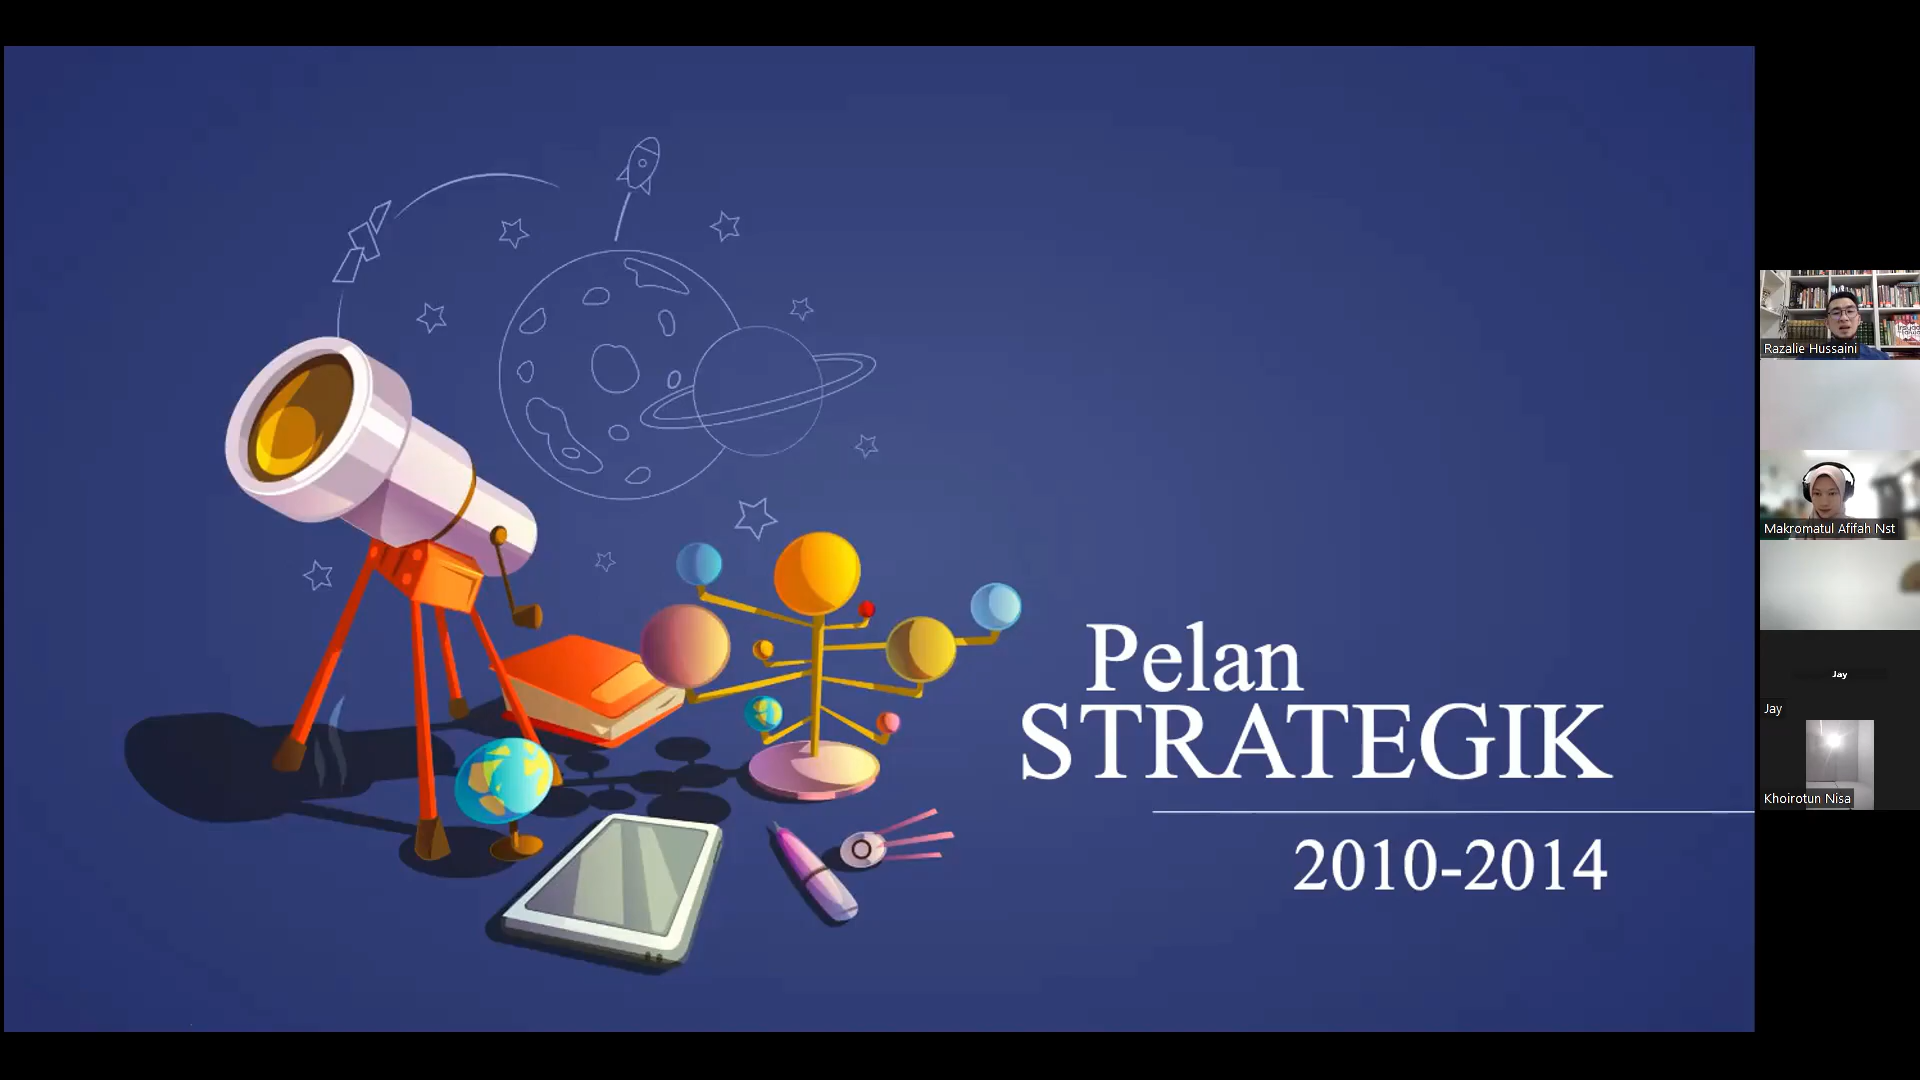 Pelan
STRATEGIK
2010-2014
Razalie Hussaini
Makromatul Afifah Nst
Jay
Jay
Khoirotun Nisa